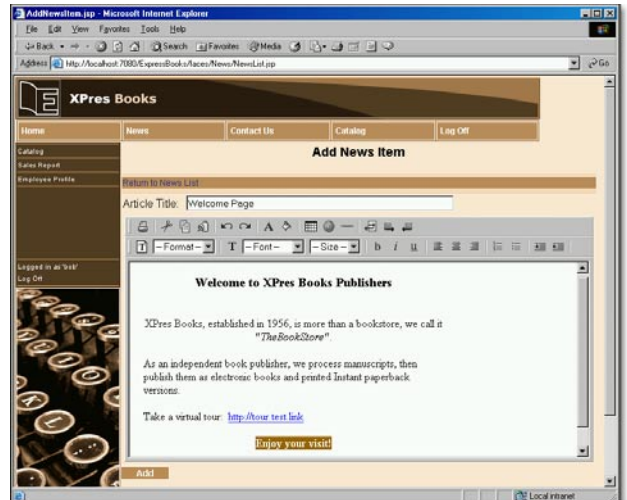 AddNewsItem.jsp - Microsoft Internet Explorer
File Edit View Favorites Tools Help
Back Search Favorites Media
Address http://localhost:7080/ExpressBooks/faces/News/NewsList.jsp Go
XPres Books
Home News Contact Us Catalog Log Off
Catalog
Sales Report
Employee Profile
Add News Item
Return to News List
Article Title: Welcome Page
-Format- T -Font- -Size- b i u
Logged in as 'bob'
Log Off
Welcome to XPres Books Publishers
XPres Books, established in 1956, is more than a bookstore, we call it
"TheBookStore".
As an independent book publisher, we process manuscripts, then
publish them as electronic books and printed Instant paperback
versions.
Take a virtual tour: http://tour.test.link
Enjoy your visit!
Add
Local intranet